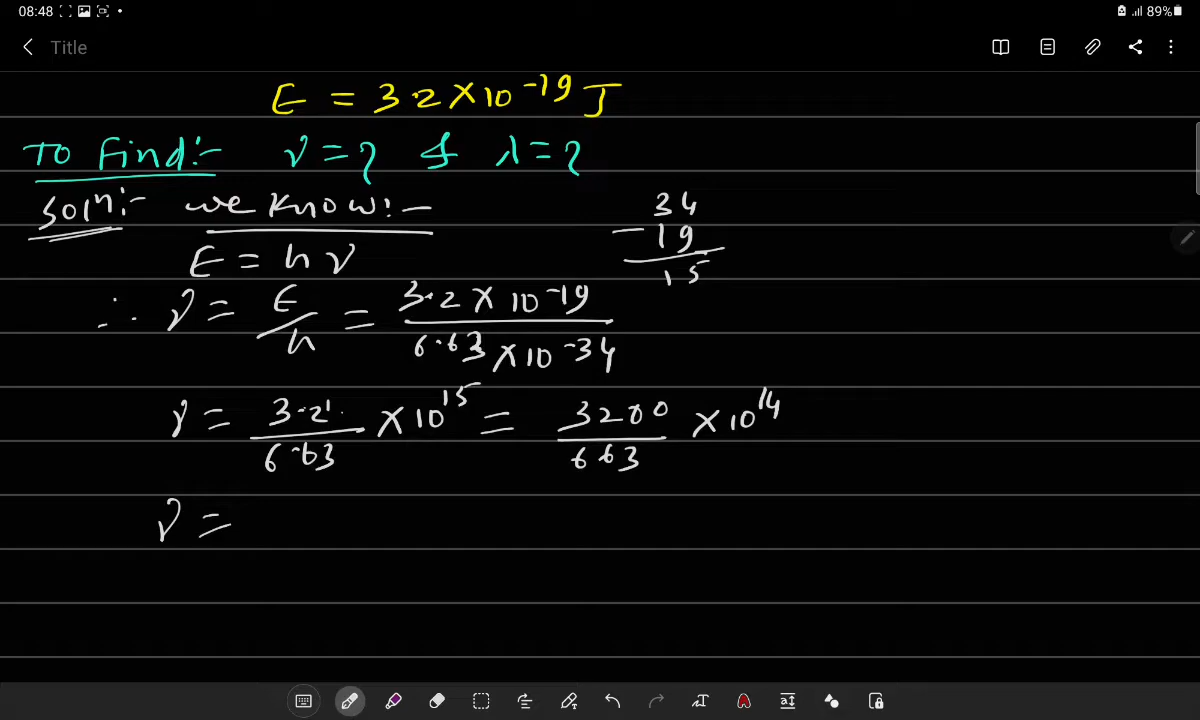 08:48 89%
Title
E = 3.2 × 10⁻¹⁹ J
To Find:- ν = ? & λ = ?
Solⁿ:- we know:-
34
- 19
15
E = hν
∴ ν = E/h = 3.2 × 10⁻¹⁹ / 6.63 × 10⁻³⁴
ν = 3.2/6.63 × 10¹⁵ = 3200/663 × 10¹⁴
ν =